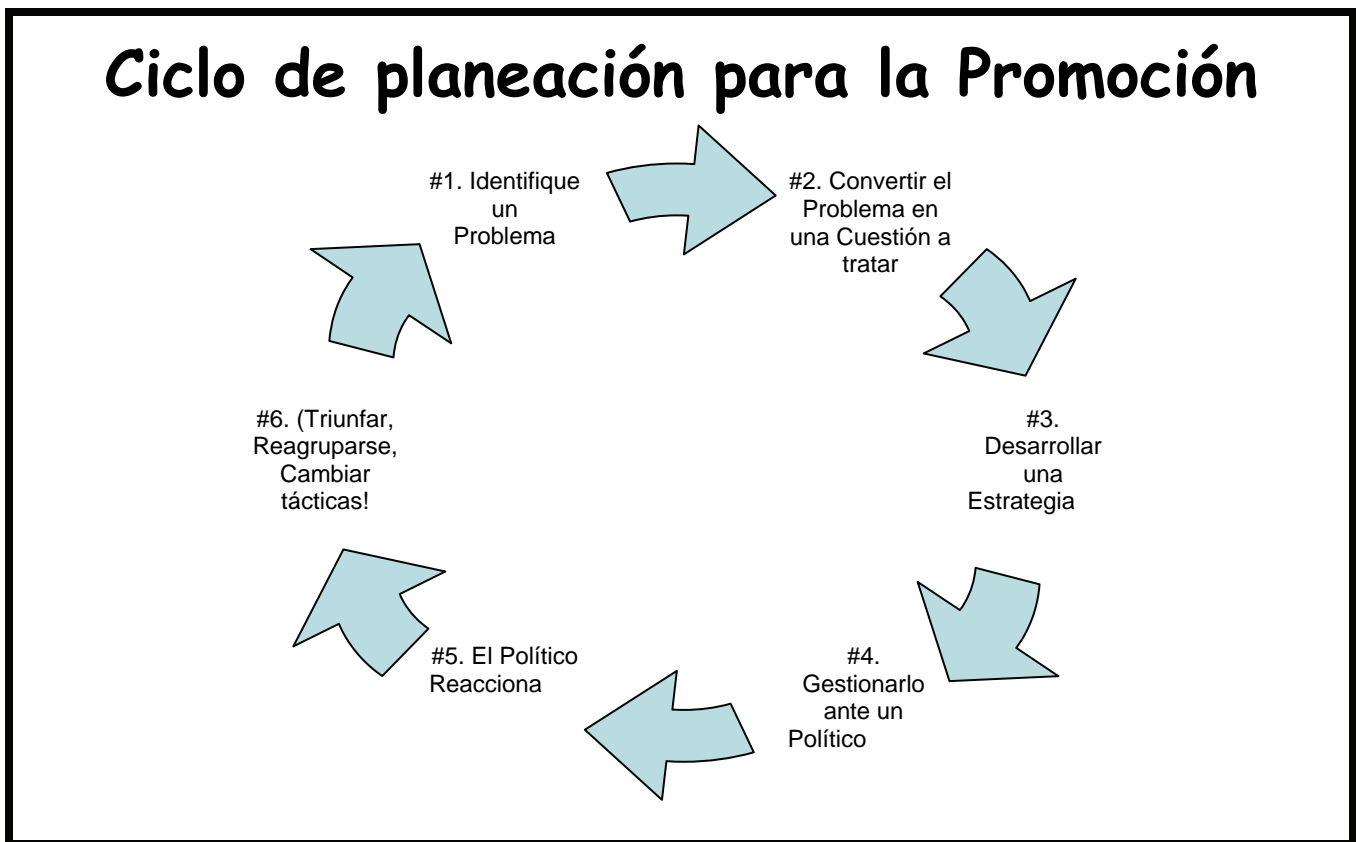 Ciclo de planeación para la Promoción
#1. Identifique
un
Problema
#2. Convertir el
Problema en
una Cuestión a
tratar
#3.
Desarrollar
una
Estrategia
#4.
Gestionarlo
ante un
Político
#5. El Político
Reacciona
#6. (Triunfar,
Reagruparse,
Cambiar
tácticas!